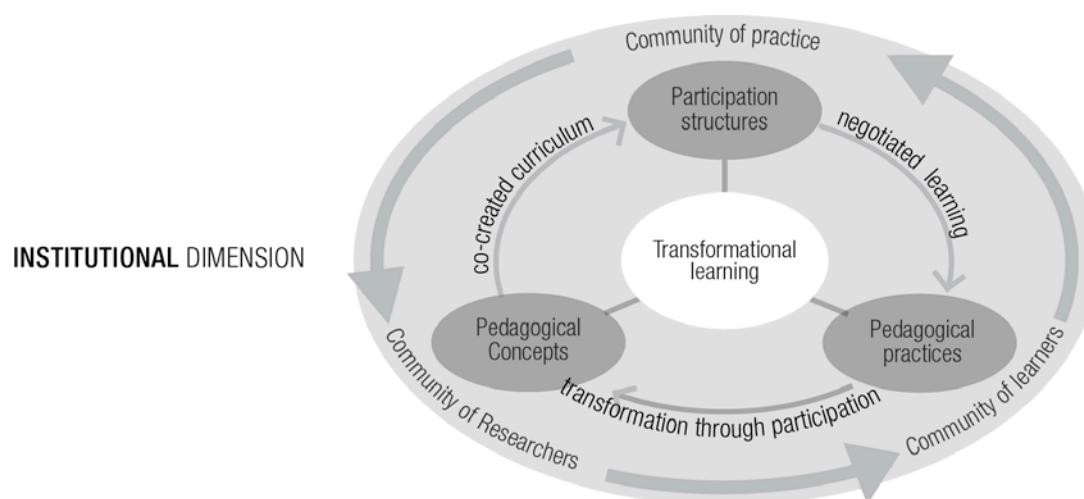 Community of practice
Participation
structures
co-created curriculum
negotiated learning
INSTITUTIONAL DIMENSION
Transformational
learning
Pedagogical
Concepts
Pedagogical
practices
transformation through participation
Community of Researchers
Community of learners